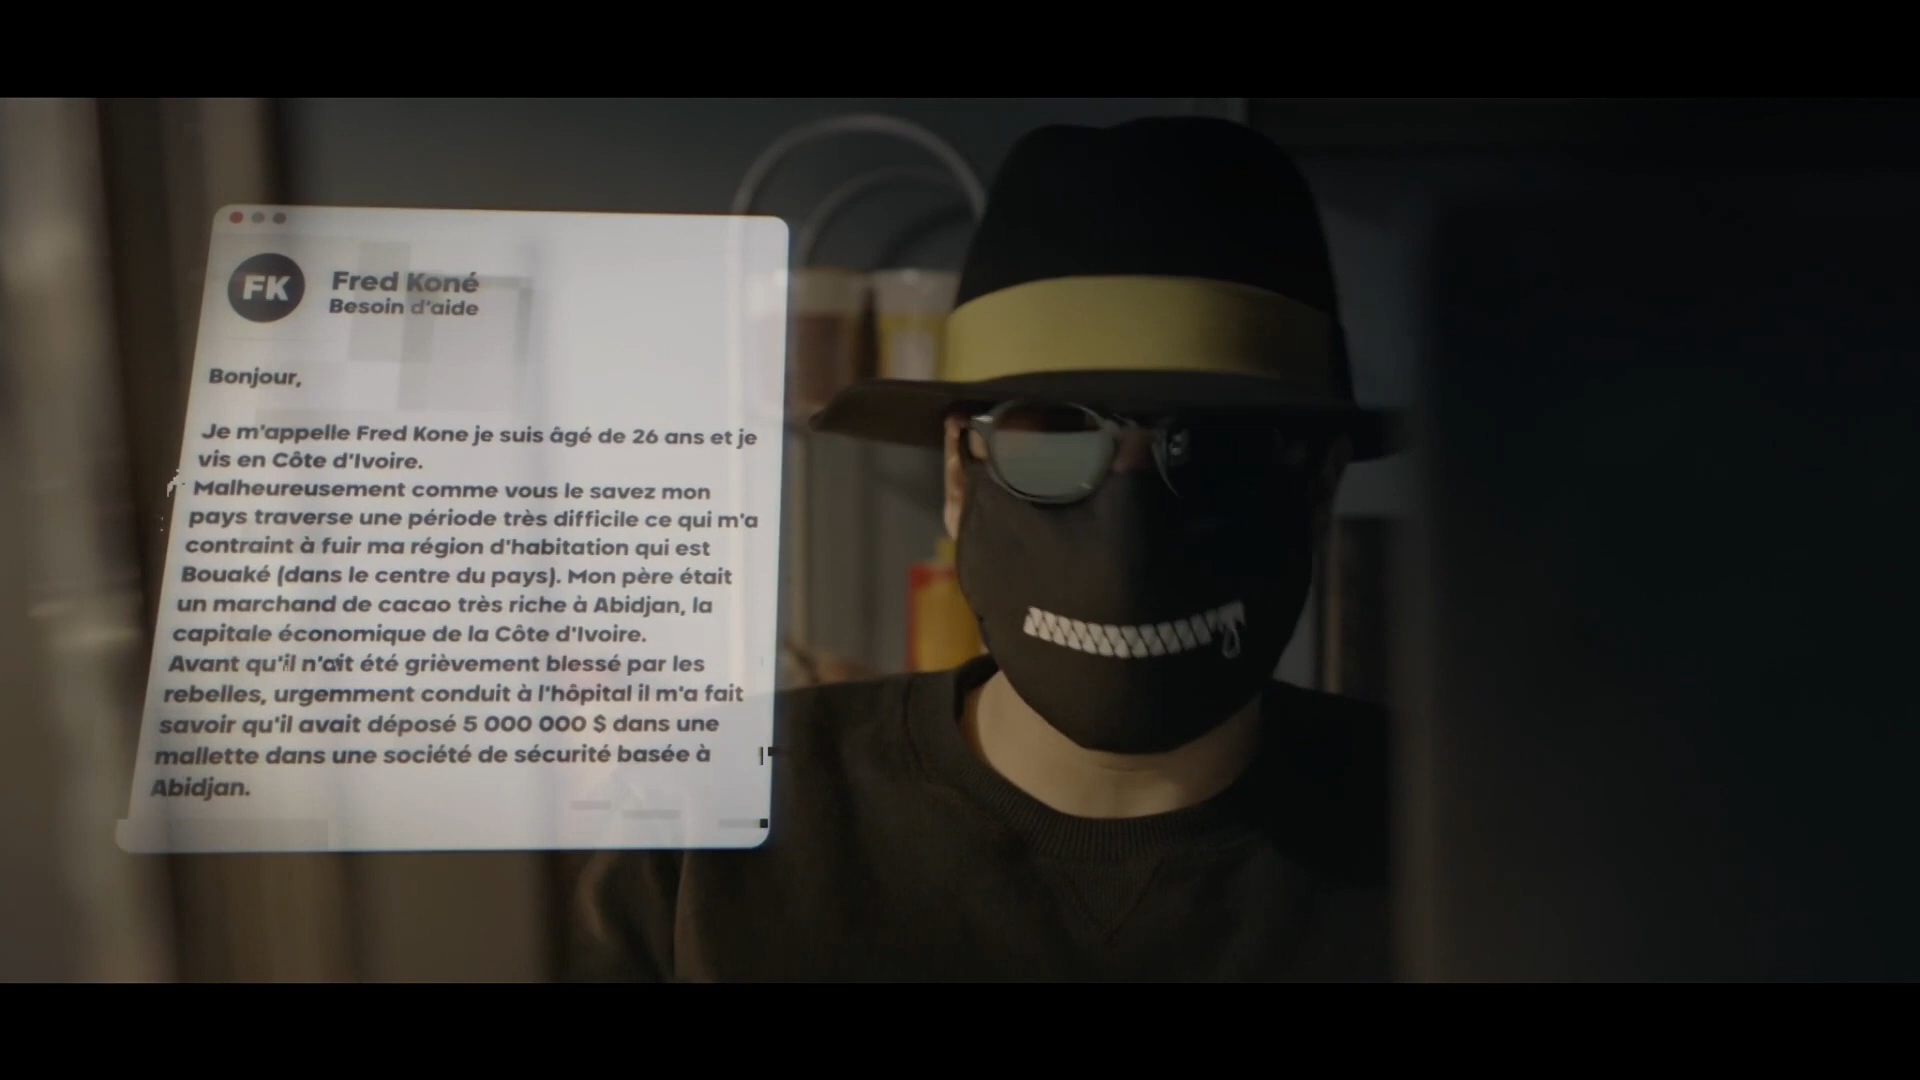 FK
Fred Koné
Besoin d'aide
Bonjour,
Je m'appelle Fred Kone je suis âgé de 26 ans et je
vis en Côte d'Ivoire.
Malheureusement comme vous le savez mon
pays traverse une période très difficile ce qui m'a
contraint à fuir ma région d'habitation qui est
Bouaké (dans le centre du pays). Mon père était
un marchand de cacao très riche à Abidjan, la
capitale économique de la Côte d'Ivoire.
Avant qu'il n'ait été grièvement blessé par les
rebelles, urgemment conduit à l'hôpital il m'a fait
savoir qu'il avait déposé 5 000 000 $ dans une
mallette dans une société de sécurité basée à
Abidjan.